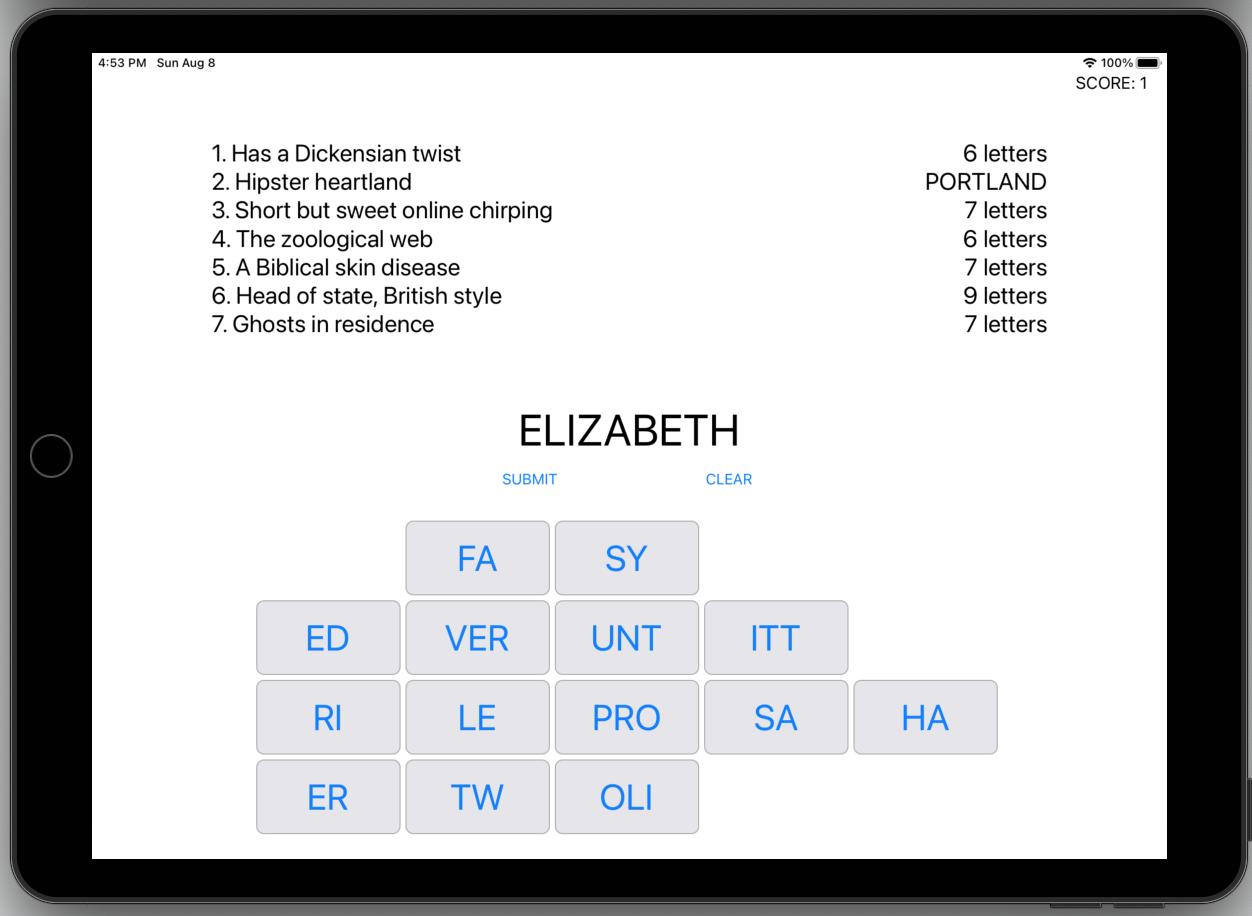 4:53 PM Sun Aug 8 100%
SCORE: 1
1. Has a Dickensian twist 6 letters
2. Hipster heartland PORTLAND
3. Short but sweet online chirping 7 letters
4. The zoological web 6 letters
5. A Biblical skin disease 7 letters
6. Head of state, British style 9 letters
7. Ghosts in residence 7 letters
ELIZABETH
SUBMIT CLEAR
FA SY
ED VER UNT ITT
RI LE PRO SA HA
ER TW OLI